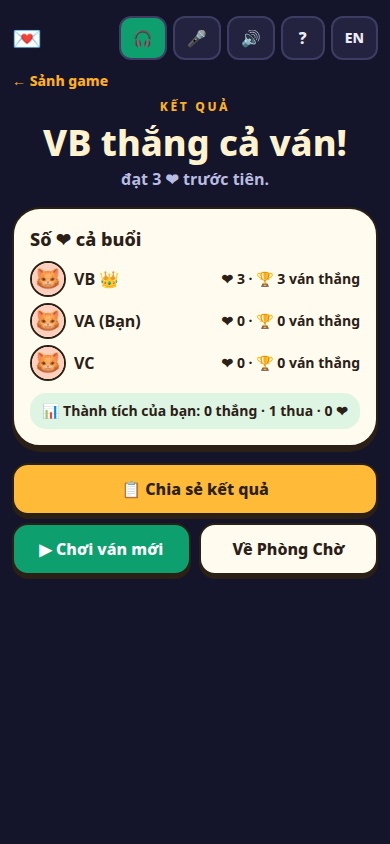 ?
EN
← Sảnh game
KẾT QUẢ
VB thắng cả ván!
đạt 3 ❤ trước tiên.
Số ❤ cả buổi
VB 👑 ❤ 3 · 🏆 3 ván thắng
VA (Bạn) ❤ 0 · 🏆 0 ván thắng
VC ❤ 0 · 🏆 0 ván thắng
📊 Thành tích của bạn: 0 thắng · 1 thua · 0 ❤
📋 Chia sẻ kết quả
▶ Chơi ván mới
Về Phòng Chờ